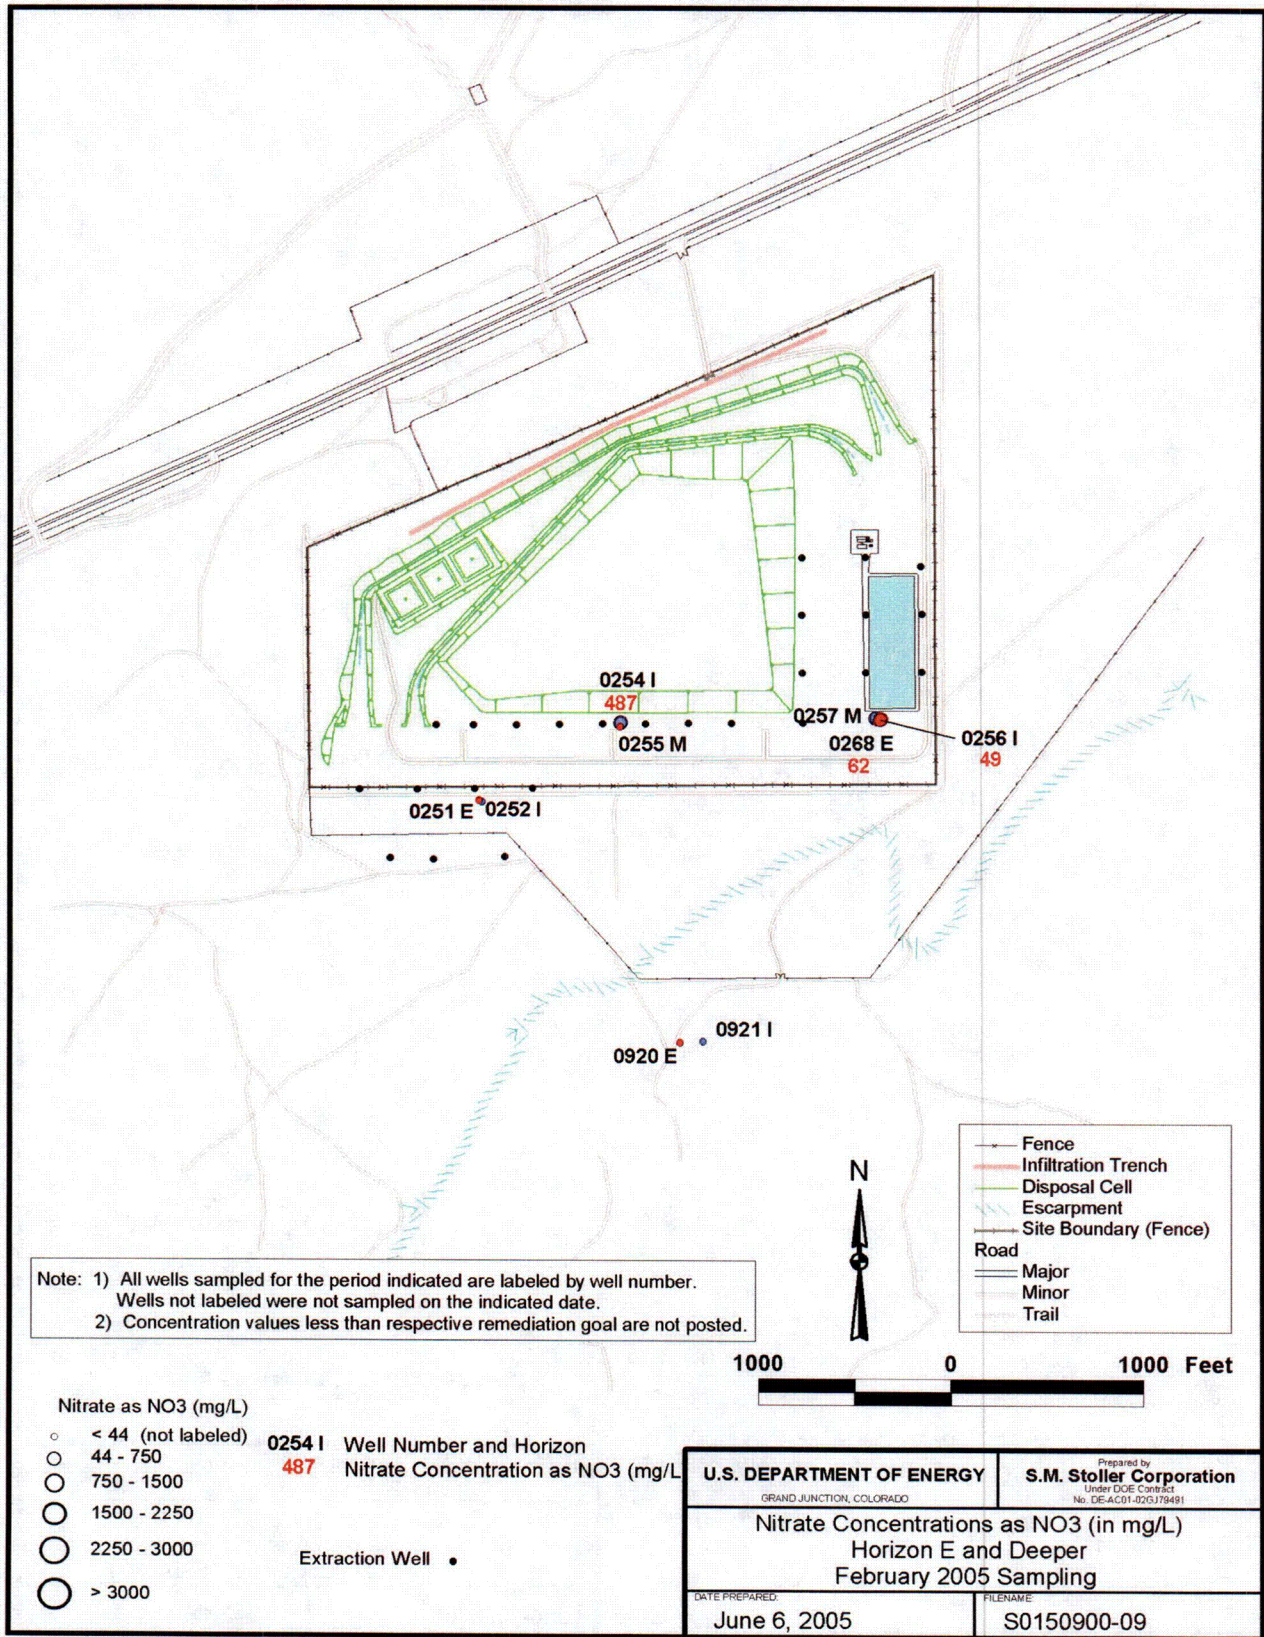 0254 I
487
0255 M
0257 M
0268 E
62
0256 I
49
0251 E
0252 I
0921 I
0920 E
Fence
Infiltration Trench
Disposal Cell
Escarpment
Site Boundary (Fence)
Road
Major
Minor
Trail
N
Note: 1) All wells sampled for the period indicated are labeled by well number.
Wells not labeled were not sampled on the indicated date.
2) Concentration values less than respective remediation goal are not posted.
1000 0 1000 Feet
Nitrate as NO3 (mg/L)
< 44 (not labeled)
44 - 750
750 - 1500
1500 - 2250
2250 - 3000
> 3000
0254 I Well Number and Horizon
487 Nitrate Concentration as NO3 (mg/L
Extraction Well
U.S. DEPARTMENT OF ENERGY
GRAND JUNCTION, COLORADO
Prepared by
S.M. Stoller Corporation
Under DOE Contract
No. DE-AC01-02GJ79491
Nitrate Concentrations as NO3 (in mg/L)
Horizon E and Deeper
February 2005 Sampling
DATE PREPARED:
June 6, 2005
FILENAME:
S0150900-09